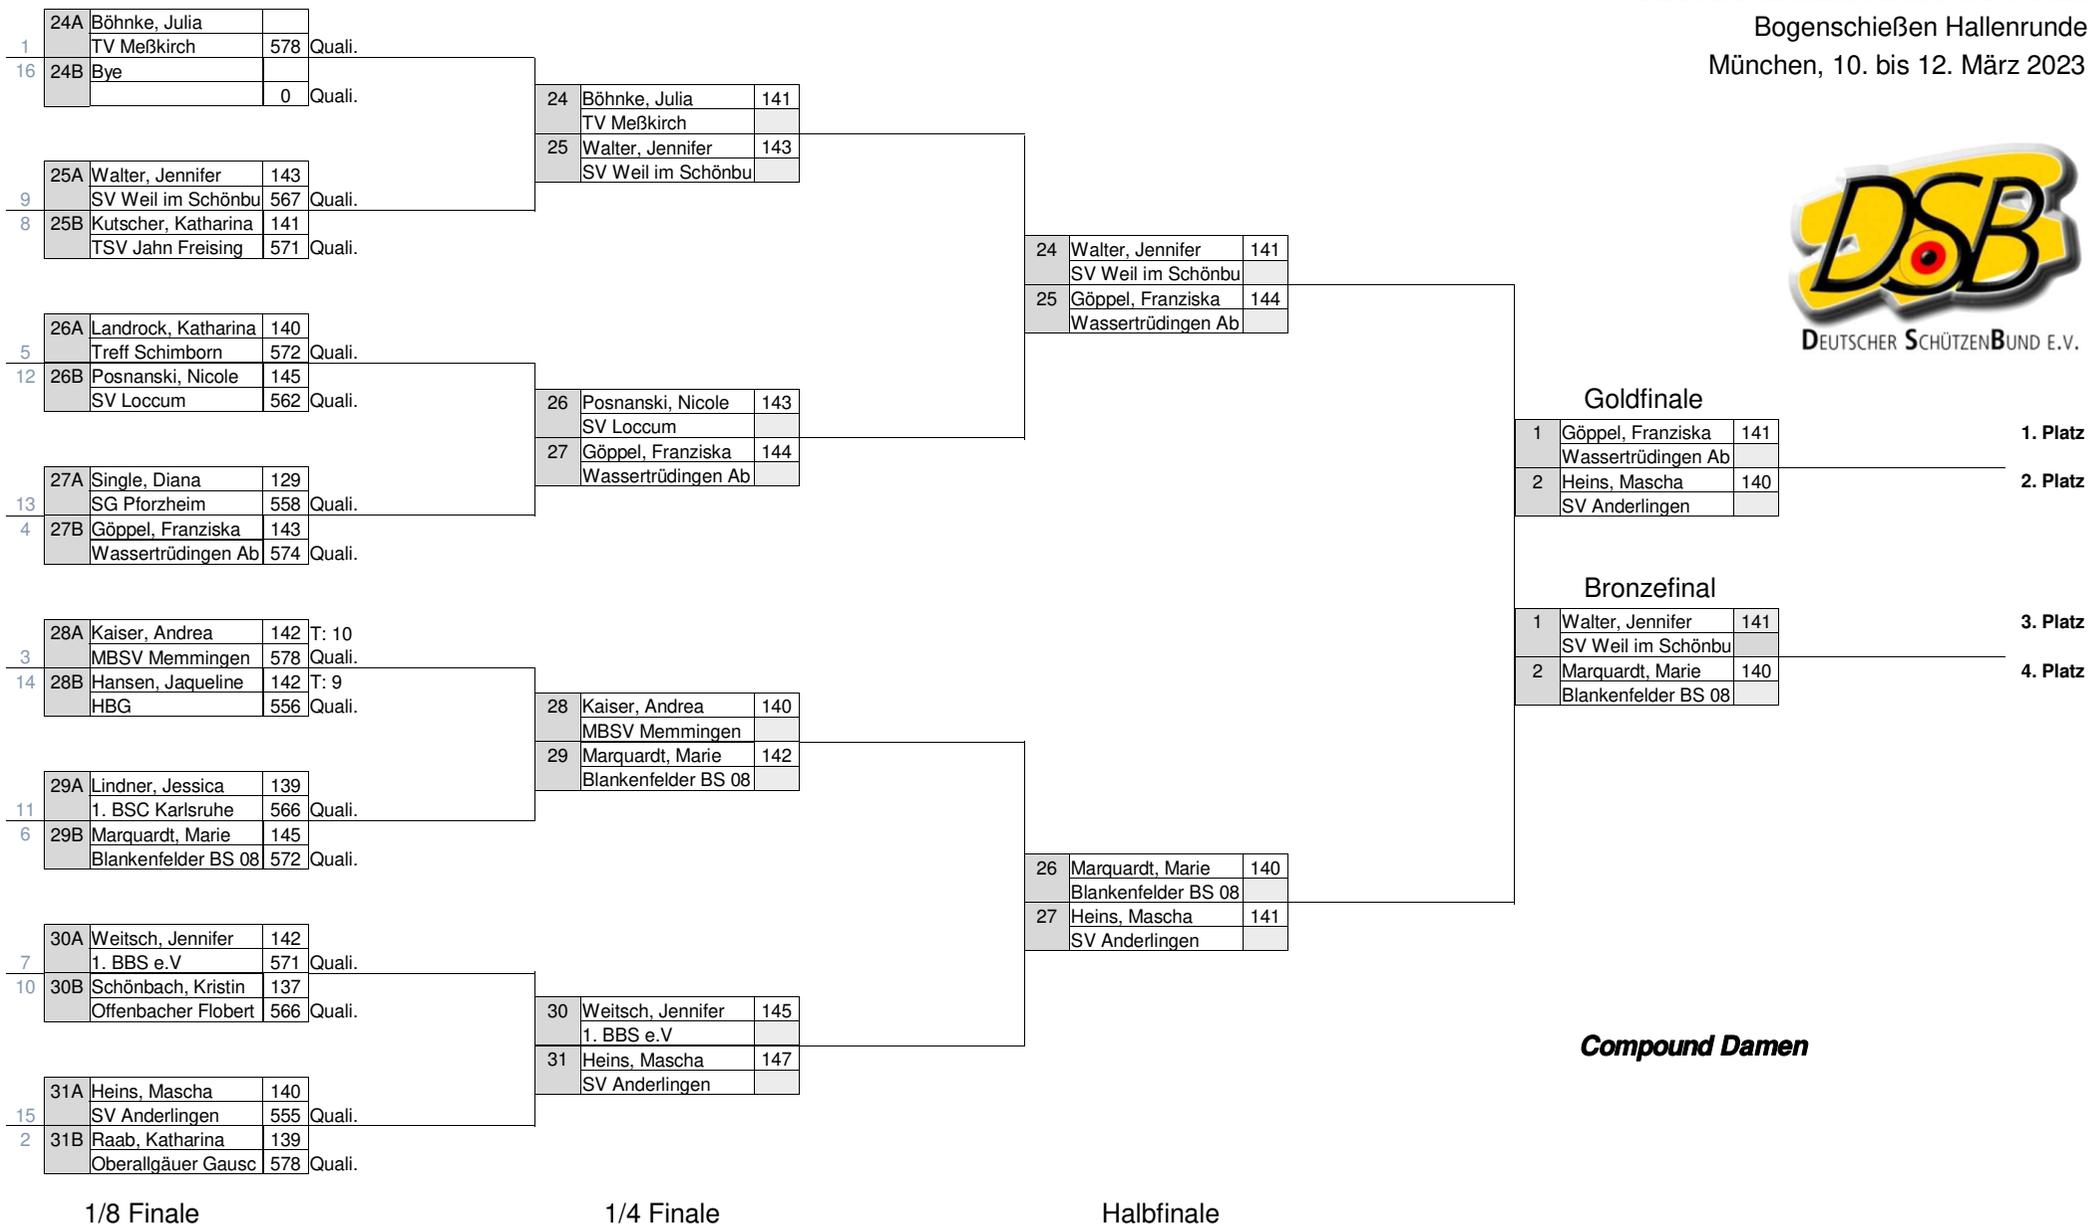 Bogenschießen Hallenrunde
München, 10. bis 12. März 2023
DSB
DEUTSCHER SCHÜTZENBUND E.V.
24A Böhnke, Julia
1 TV Meßkirch 578 Quali.
16 24B Bye
0 Quali.
25A Walter, Jennifer 143
9 SV Weil im Schönbu 567 Quali.
8 25B Kutscher, Katharina 141
TSV Jahn Freising 571 Quali.
26A Landrock, Katharina 140
5 Treff Schimborn 572 Quali.
12 26B Posnanski, Nicole 145
SV Loccum 562 Quali.
27A Single, Diana 129
13 SG Pforzheim 558 Quali.
4 27B Göppel, Franziska 143
Wassertrüdingen Ab 574 Quali.
28A Kaiser, Andrea 142 T: 10
3 MBSV Memmingen 578 Quali.
14 28B Hansen, Jaqueline 142 T: 9
HBG 556 Quali.
29A Lindner, Jessica 139
11 1. BSC Karlsruhe 566 Quali.
6 29B Marquardt, Marie 145
Blankenfelder BS 08 572 Quali.
30A Weitsch, Jennifer 142
7 1. BBS e.V 571 Quali.
10 30B Schönbach, Kristin 137
Offenbacher Flobert 566 Quali.
31A Heins, Mascha 140
15 SV Anderlingen 555 Quali.
2 31B Raab, Katharina 139
Oberallgäuer Gausc 578 Quali.
1/8 Finale
24 Böhnke, Julia 141
TV Meßkirch
25 Walter, Jennifer 143
SV Weil im Schönbu
26 Posnanski, Nicole 143
SV Loccum
27 Göppel, Franziska 144
Wassertrüdingen Ab
28 Kaiser, Andrea 140
MBSV Memmingen
29 Marquardt, Marie 142
Blankenfelder BS 08
30 Weitsch, Jennifer 145
1. BBS e.V
31 Heins, Mascha 147
SV Anderlingen
1/4 Finale
24 Walter, Jennifer 141
SV Weil im Schönbu
25 Göppel, Franziska 144
Wassertrüdingen Ab
26 Marquardt, Marie 140
Blankenfelder BS 08
27 Heins, Mascha 141
SV Anderlingen
Halbfinale
Goldfinale
1 Göppel, Franziska 141 1. Platz
Wassertrüdingen Ab
2 Heins, Mascha 140 2. Platz
SV Anderlingen
Bronzefinal
1 Walter, Jennifer 141 3. Platz
SV Weil im Schönbu
2 Marquardt, Marie 140 4. Platz
Blankenfelder BS 08
Compound Damen